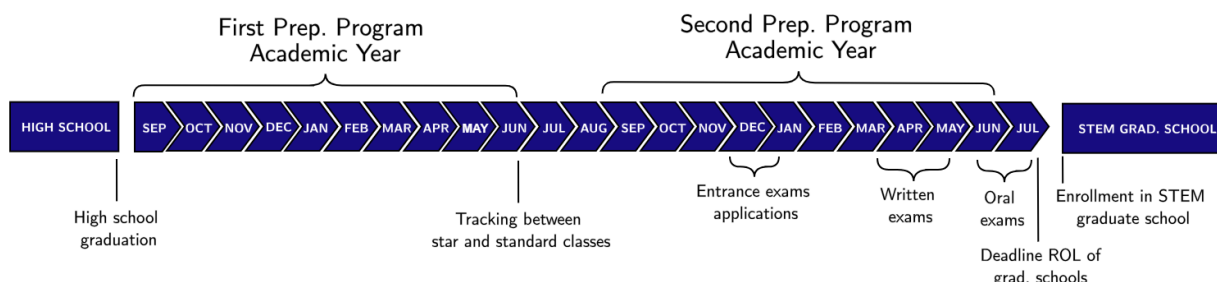 First Prep. Program
Academic Year
Second Prep. Program
Academic Year
HIGH SCHOOL
SEP OCT NOV DEC JAN FEB MAR APR MAY JUN JUL AUG SEP OCT NOV DEC JAN FEB MAR APR MAY JUN JUL
STEM GRAD. SCHOOL
High school
graduation
Tracking between
star and standard classes
Entrance exams
applications
Written
exams
Oral
exams
Deadline ROL of
grad. schools
Enrollment in STEM
graduate school